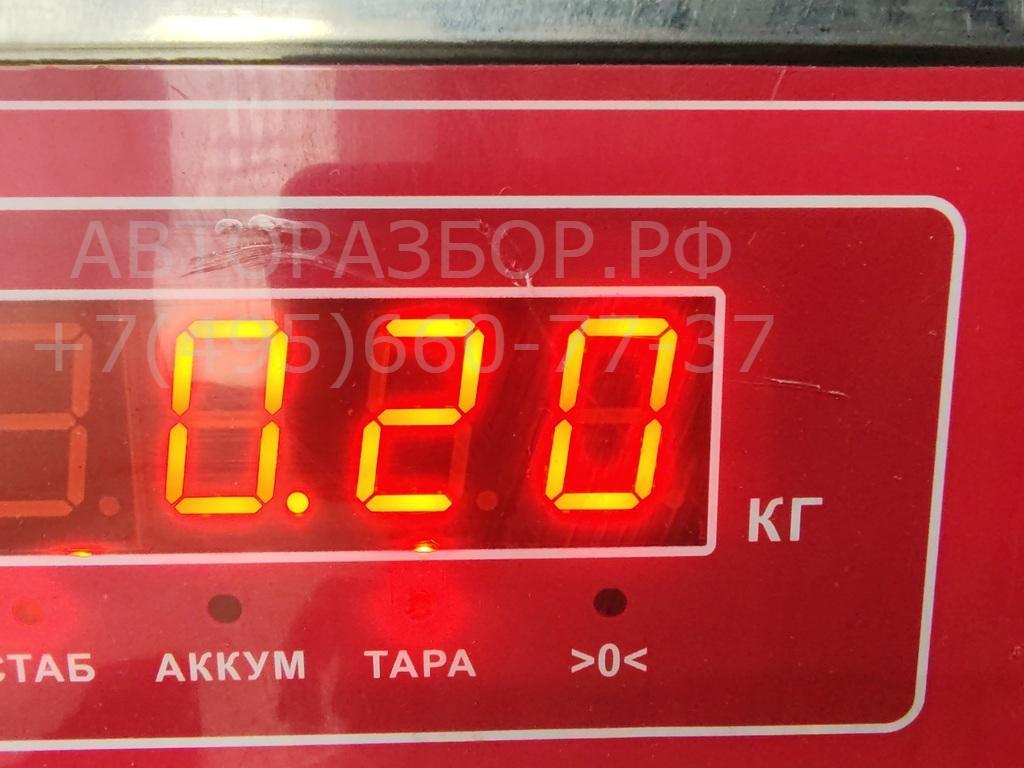 АВТОРАЗБОР.РФ
+7(495)660-77-37
0.20
КГ
СТАБ АККУМ ТАРА >0<